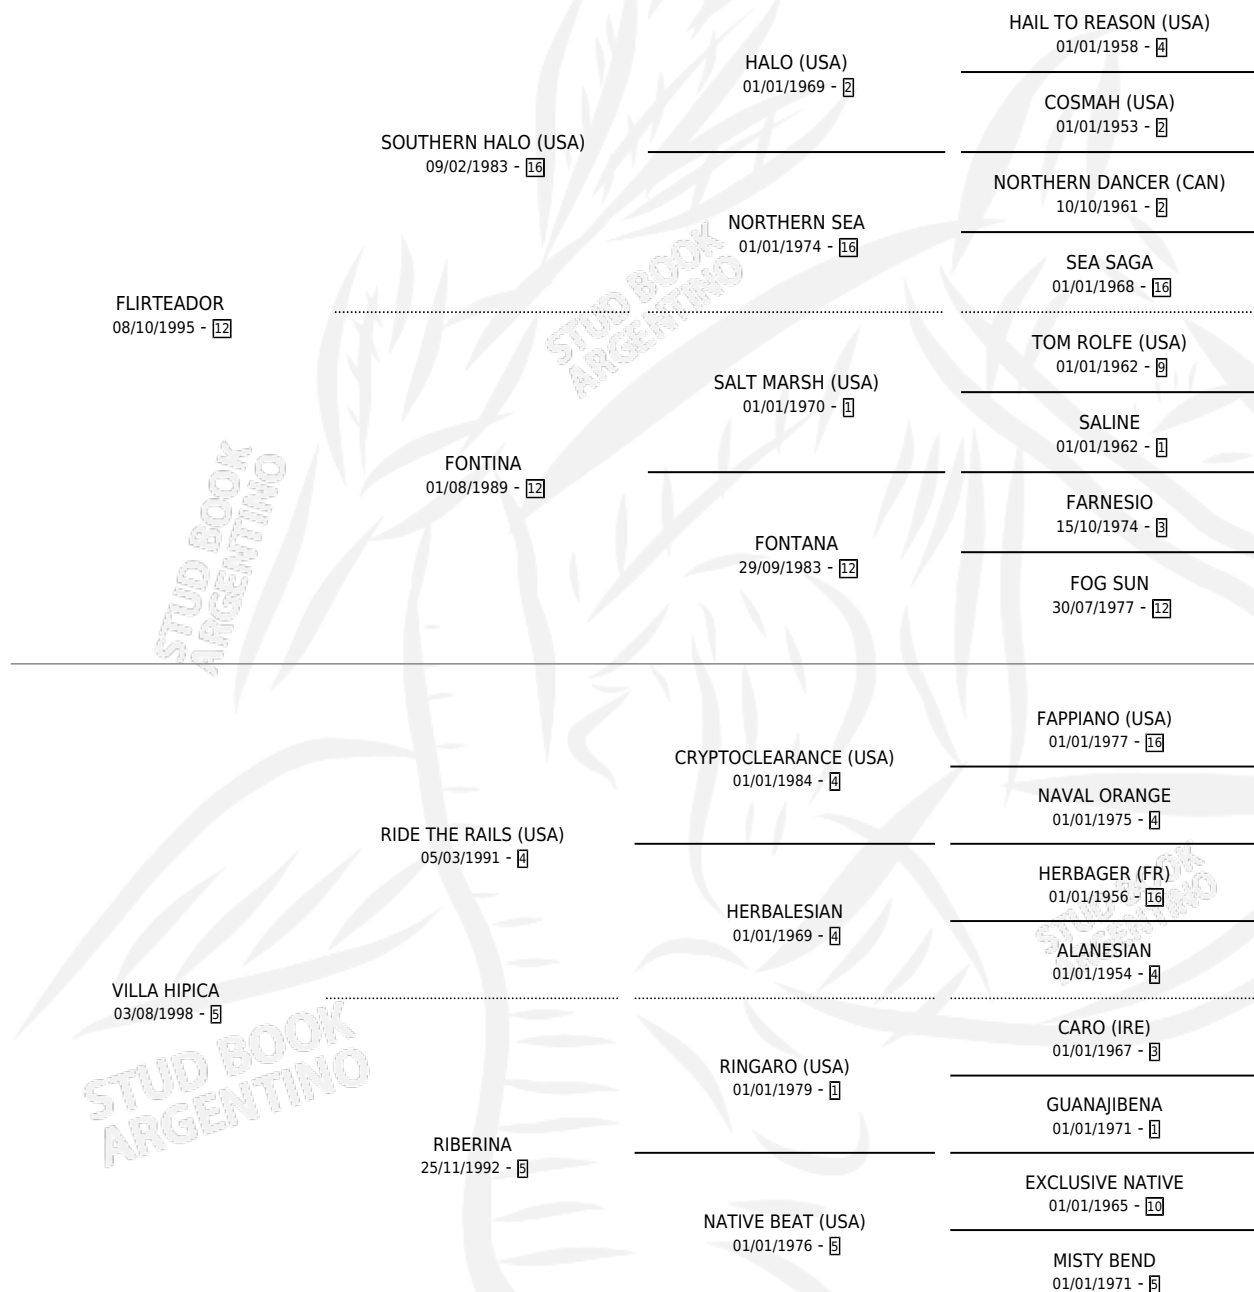 HAIL TO REASON (USA)
01/01/1958 - 4
HALO (USA)
01/01/1969 - 2
COSMAH (USA)
01/01/1953 - 2
SOUTHERN HALO (USA)
09/02/1983 - 16
NORTHERN DANCER (CAN)
10/10/1961 - 2
NORTHERN SEA
01/01/1974 - 16
SEA SAGA
01/01/1968 - 16
STUD BOOK
ARGENTINO
FLIRTEADOR
08/10/1995 - 12
TOM ROLFE (USA)
01/01/1962 - 9
SALT MARSH (USA)
01/01/1970 - 1
SALINE
01/01/1962 - 1
FONTINA
01/08/1989 - 12
FARNESIO
15/10/1974 - 3
FONTANA
29/09/1983 - 12
FOG SUN
30/07/1977 - 12
STUD BOOK
ARGENTINO
FAPPIANO (USA)
01/01/1977 - 16
CRYPTOCLEARANCE (USA)
01/01/1984 - 4
NAVAL ORANGE
01/01/1975 - 4
RIDE THE RAILS (USA)
05/03/1991 - 4
HERBAGER (FR)
01/01/1956 - 16
STUD BOOK
ARGENTINO
HERBALESIAN
01/01/1969 - 4
ALANESIAN
01/01/1954 - 4
VILLA HIPICA
03/08/1998 - 5
CARO (IRE)
01/01/1967 - 3
STUD BOOK
ARGENTINO
RINGARO (USA)
01/01/1979 - 1
GUANAJIBENA
01/01/1971 - 1
RIBERINA
25/11/1992 - 5
EXCLUSIVE NATIVE
01/01/1965 - 10
NATIVE BEAT (USA)
01/01/1976 - 5
MISTY BEND
01/01/1971 - 5